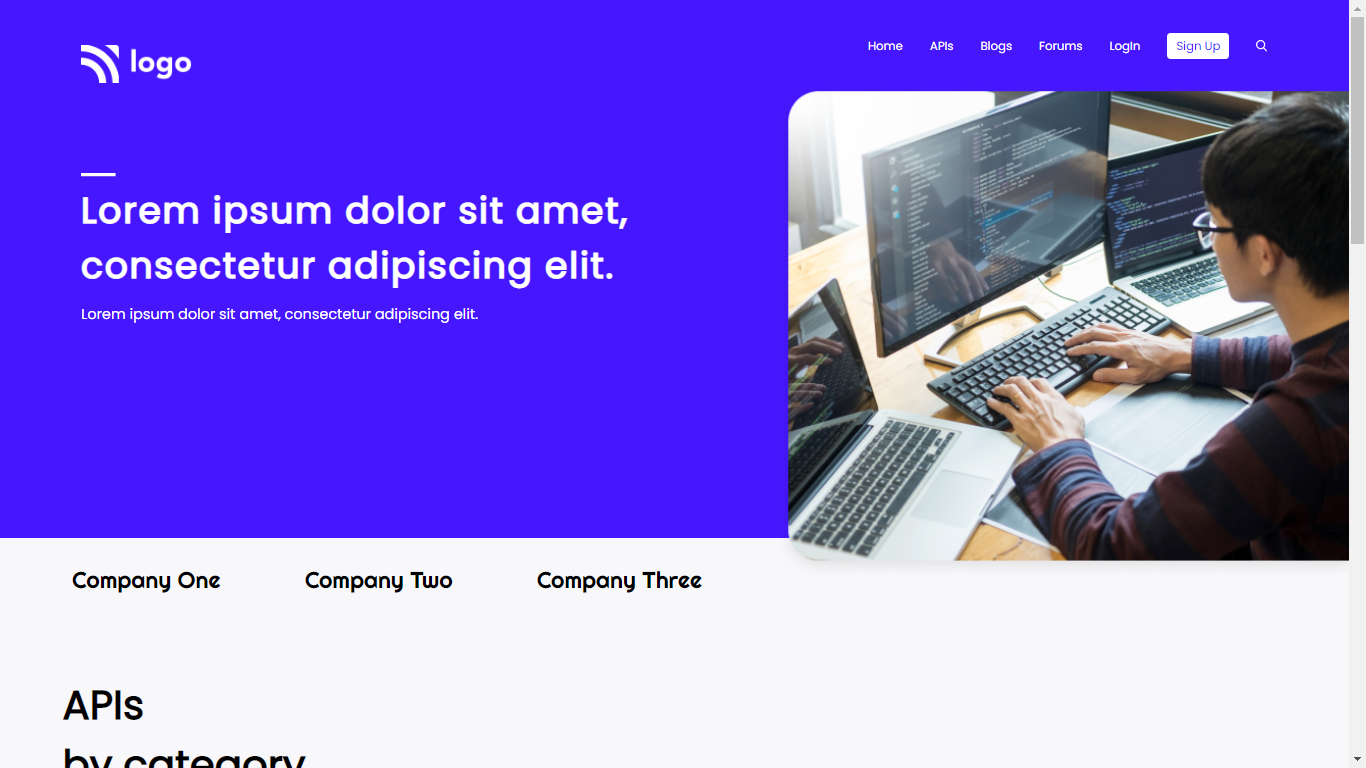 logo
Home APIs Blogs Forums LogIn Sign Up
Lorem ipsum dolor sit amet,
consectetur adipiscing elit.
Lorem ipsum dolor sit amet, consectetur adipiscing elit.
Company One Company Two Company Three
APIs
by category